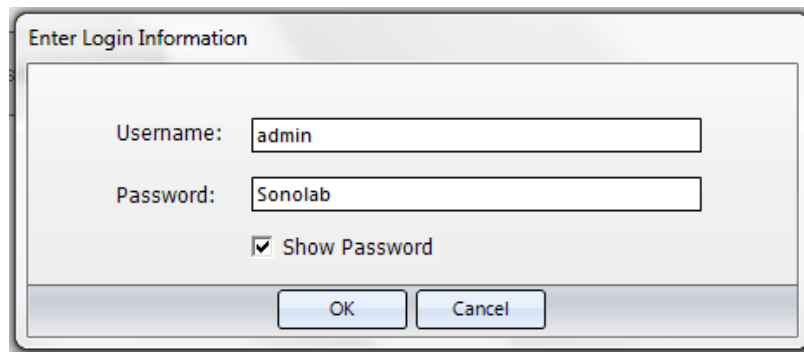 Enter Login Information
Username: admin
Password: Sonolab
Show Password
OK Cancel